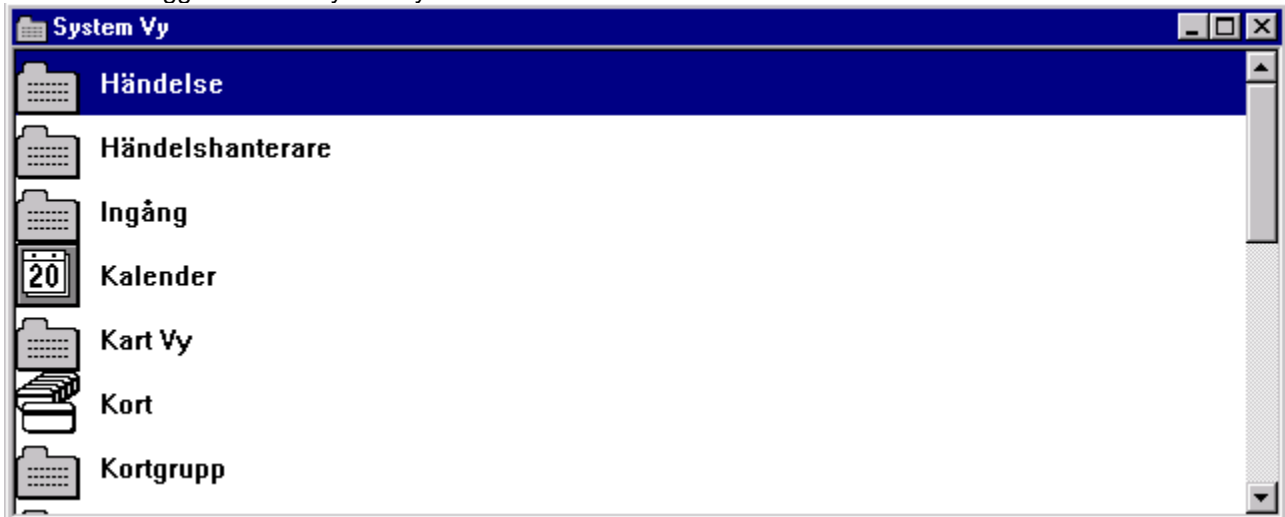 System Vy
Händelse
Händelshanterare
Ingång
20
Kalender
Kart Vy
Kort
Kortgrupp